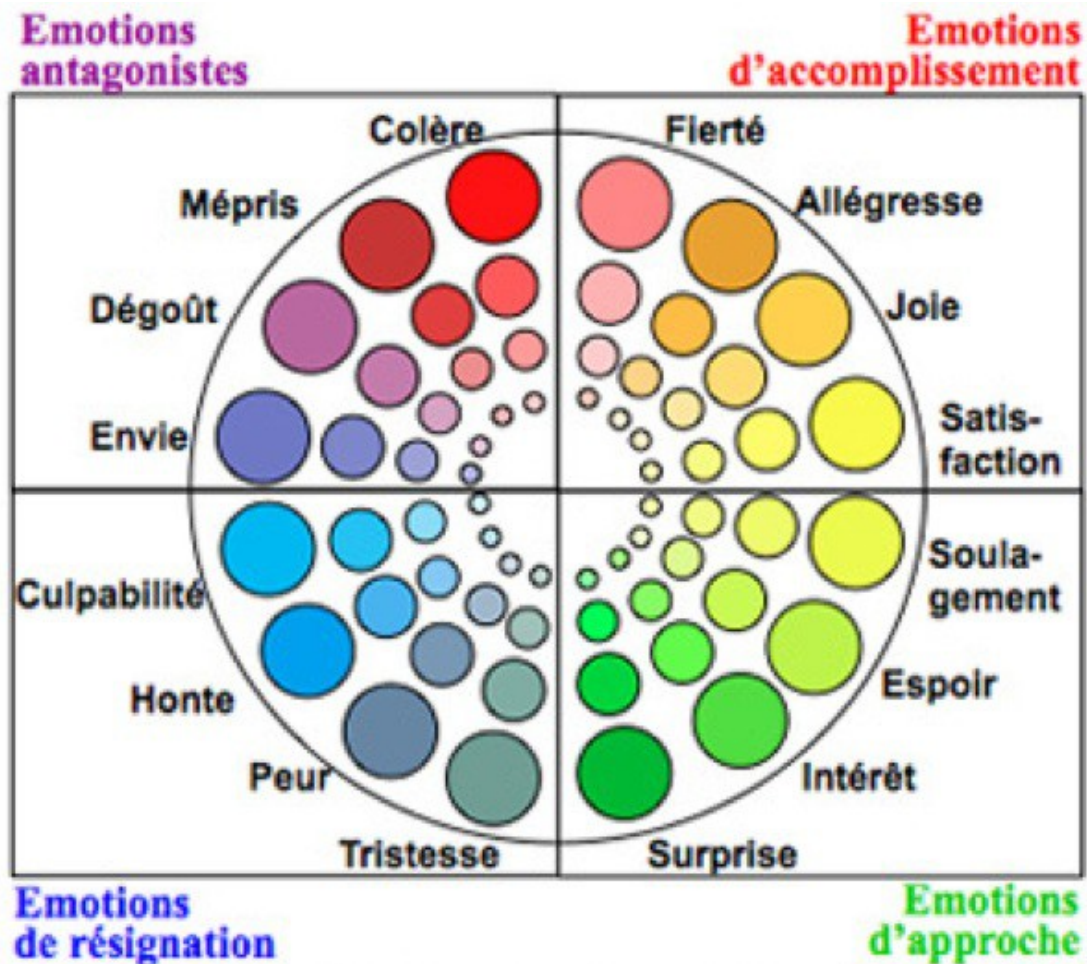 Emotions
antagonistes
Emotions
d'accomplissement
Colère
Fierté
Mépris
Allégresse
Dégoût
Joie
Envie
Satis-
faction
Culpabilité
Soula-
gement
Honte
Espoir
Peur
Intérêt
Tristesse
Surprise
Emotions
de résignation
Emotions
d'approche